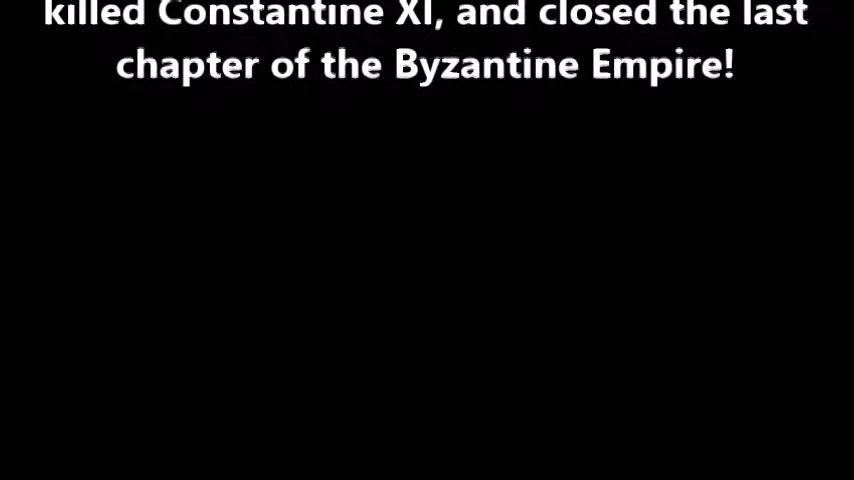 killed Constantine XI, and closed the last
chapter of the Byzantine Empire!